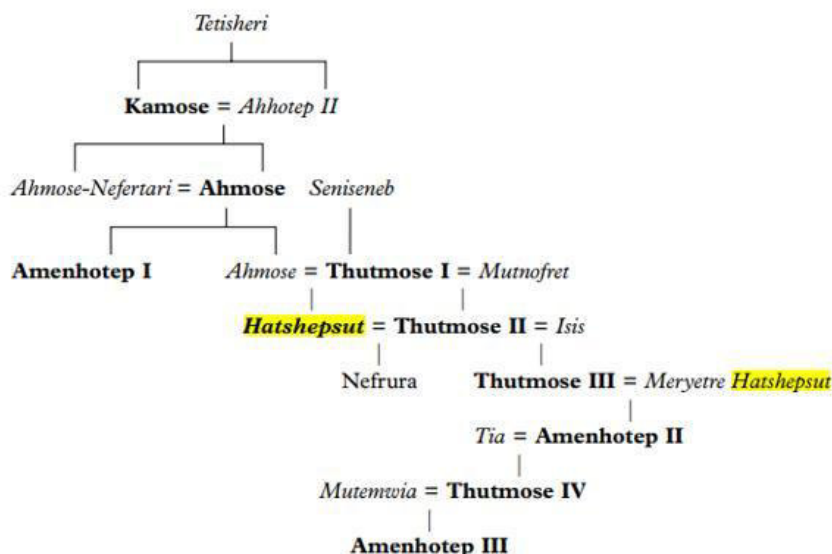 Tetisheri
Kamose = Ahhotep II
Ahmose-Nefertari = Ahmose Seniseneb
Amenhotep I Ahmose = Thutmose I = Mutnofret
Hatshepsut = Thutmose II = Isis
Nefrura Thutmose III = Meryetre Hatshepsut
Tia = Amenhotep II
Mutemwia = Thutmose IV
Amenhotep III